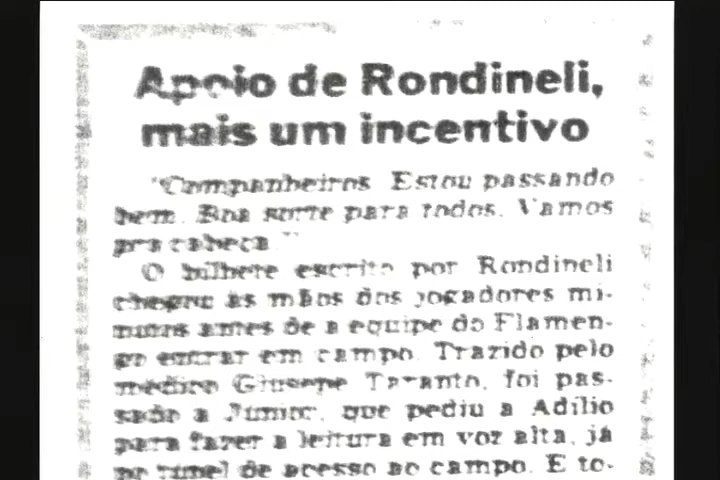 Apoio de Rondineli,
mais um incentivo
"Companheiros. Estou passando
bem. Boa sorte para todos. Vamos
pra cabeça."
O bilhete escrito por Rondineli
chegou às mãos dos jogadores mi-
nutos antes de a equipe do Flamen-
go entrar em campo. Trazido pelo
médico Giusepe Taranto, foi pas-
sado a Junior, que pediu a Adílio
para fazer a leitura em voz alta, já
no tunel de acesso ao campo. E to-